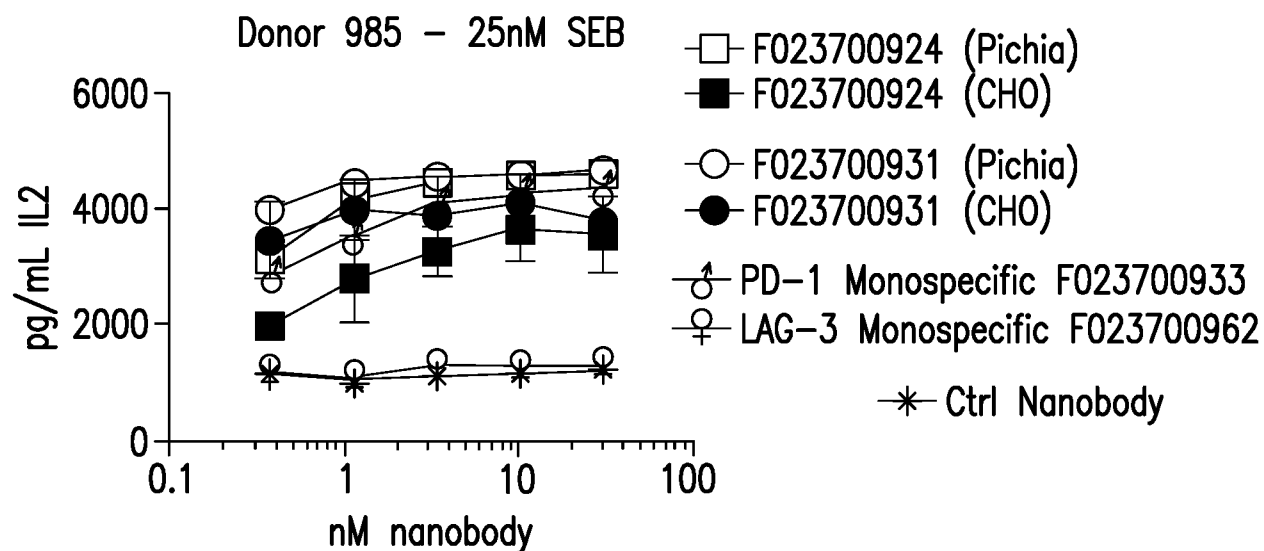 Donor 985 – 25nM SEB
6000
4000
2000
0
pg/mL IL2
0.1
1
10
100
nM nanobody
F023700924 (Pichia)
F023700924 (CHO)
F023700931 (Pichia)
F023700931 (CHO)
PD-1 Monospecific F023700933
LAG-3 Monospecific F023700962
Ctrl Nanobody